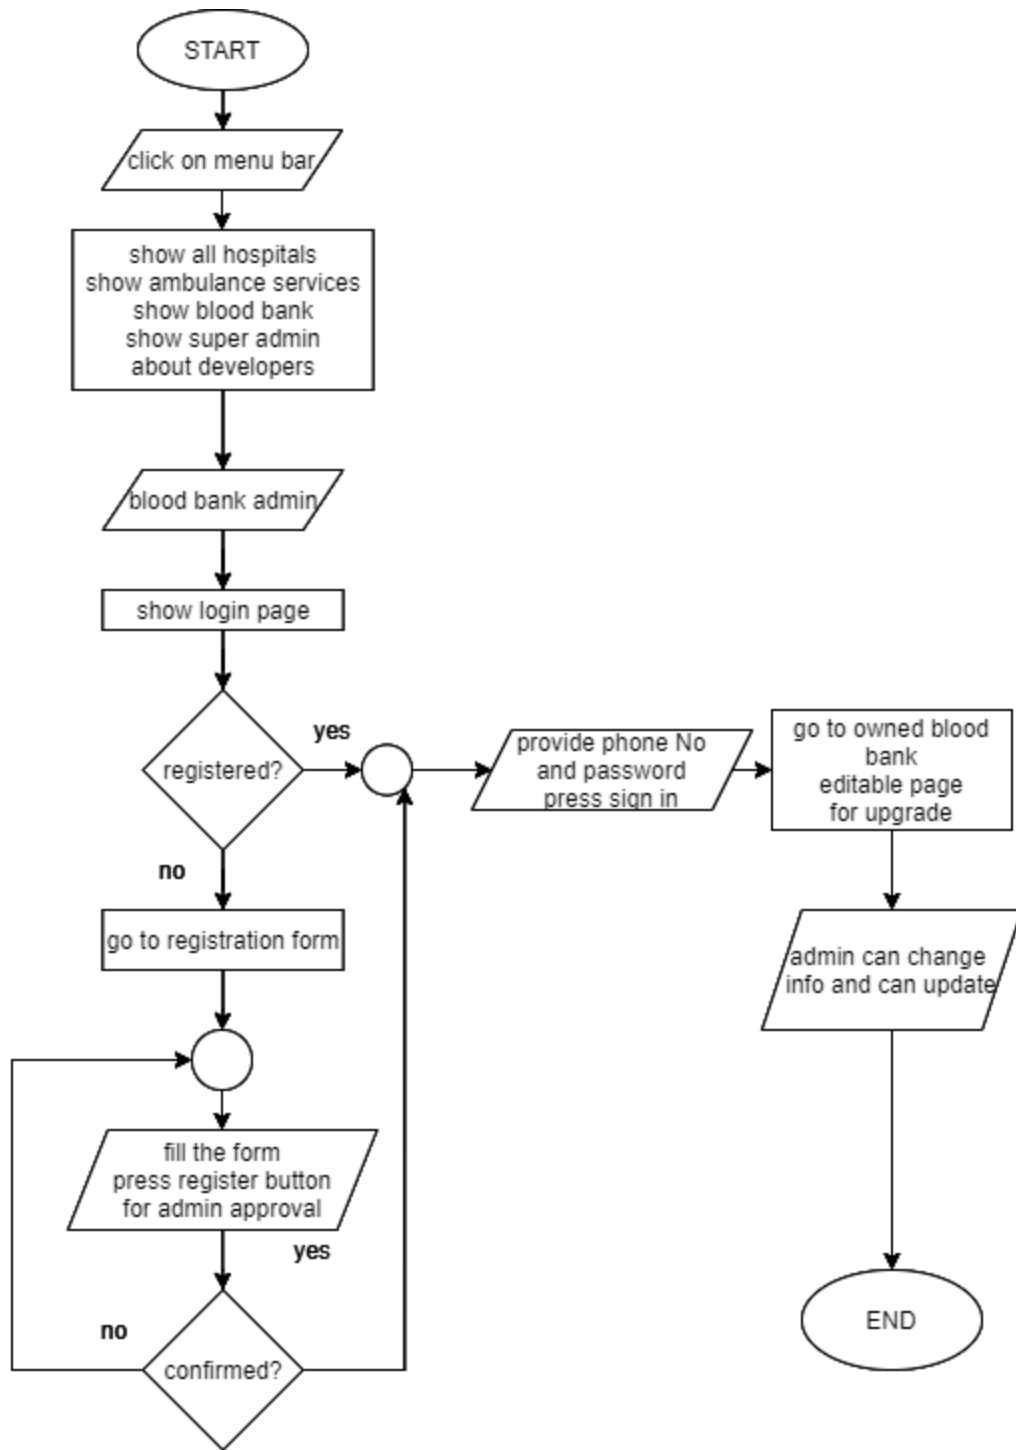 START
click on menu bar
show all hospitals
show ambulance services
show blood bank
show super admin
about developers
blood bank admin
show login page
registered?
yes
no
provide phone No
and password
press sign in
go to owned blood
bank
editable page
for upgrade
admin can change
info and can update
go to registration form
fill the form
press register button
for admin approval
yes
no
confirmed?
END